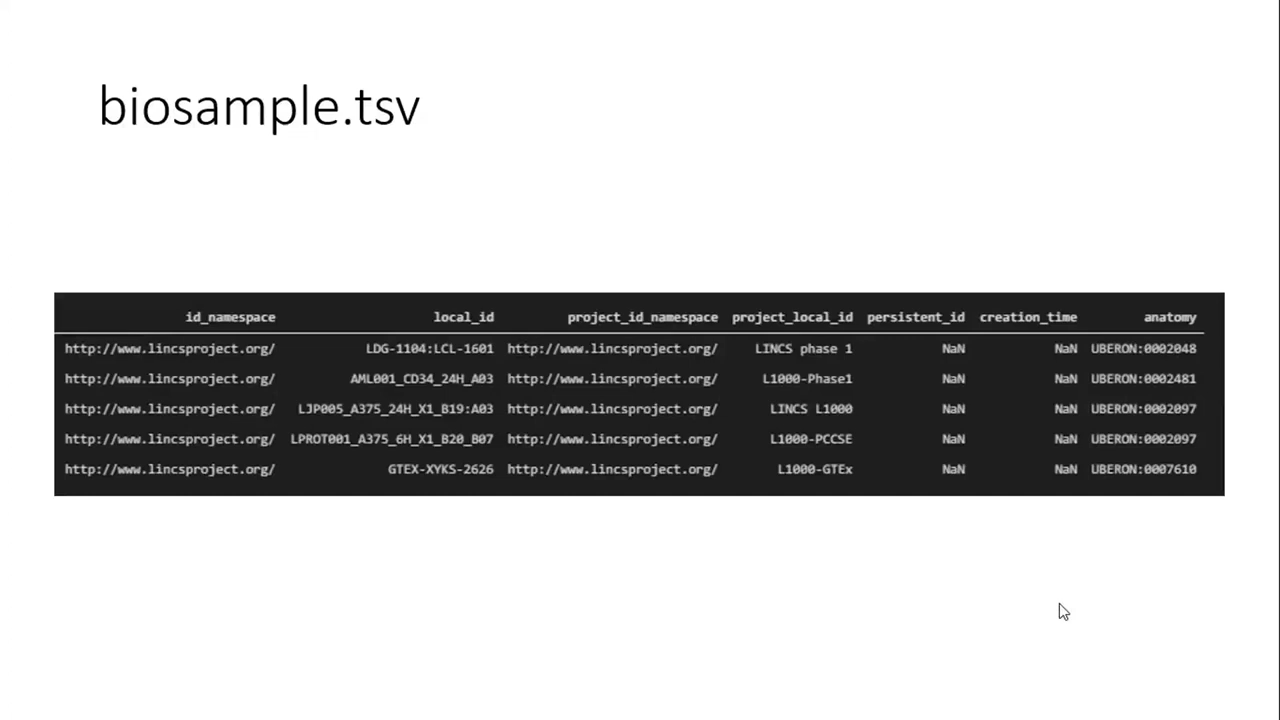 biosample.tsv
id_namespace local_id project_id_namespace project_local_id persistent_id creation_time anatomy
http://www.lincsproject.org/ LDG-1104:LCL-1601 http://www.lincsproject.org/ LINCS phase 1 NaN NaN UBERON:0002048
http://www.lincsproject.org/ AML001_CD34_24H_A03 http://www.lincsproject.org/ L1000-Phase1 NaN NaN UBERON:0002481
http://www.lincsproject.org/ LJP005_A375_24H_X1_B19:A03 http://www.lincsproject.org/ LINCS L1000 NaN NaN UBERON:0002097
http://www.lincsproject.org/ LPROT001_A375_6H_X1_B20_B07 http://www.lincsproject.org/ L1000-PCCSE NaN NaN UBERON:0002097
http://www.lincsproject.org/ GTEX-XYKS-2626 http://www.lincsproject.org/ L1000-GTEx NaN NaN UBERON:0007610